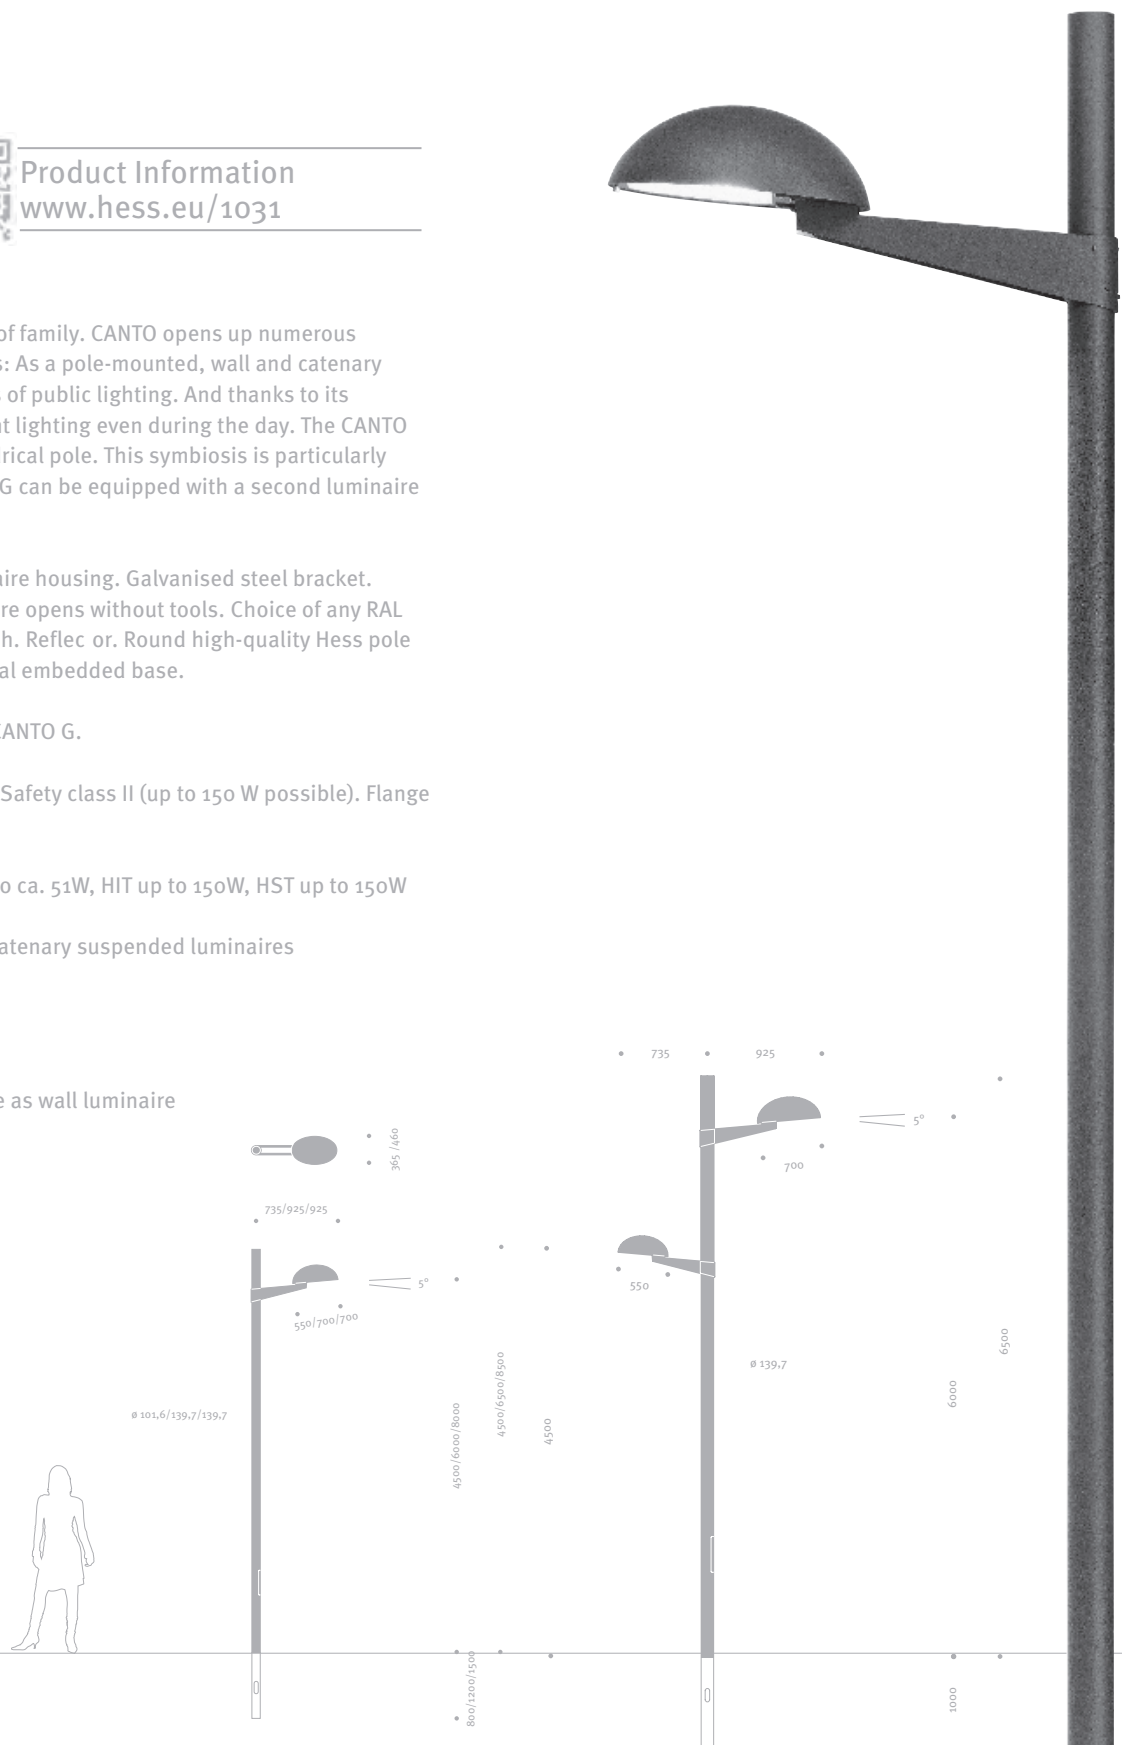 Product Information
www.hess.eu/1031
of family. CANTO opens up numerous
s: As a pole-mounted, wall and catenary
s of public lighting. And thanks to its
nt lighting even during the day. The CANTO
rical pole. This symbiosis is particularly
G can be equipped with a second luminaire
aire housing. Galvanised steel bracket.
re opens without tools. Choice of any RAL
h. Reflec or. Round high-quality Hess pole
al embedded base.
CANTO G.
Safety class II (up to 150 W possible). Flange
o ca. 51W, HIT up to 150W, HST up to 150W
atenary suspended luminaires
e as wall luminaire
735
925
5°
700
365 /460
735/925/925
5°
550/700/700
550
ø 139,7
6500
6000
4500/6500/8500
4500/6000/8000
4500
ø 101,6/139,7/139,7
800/1200/1500
1000